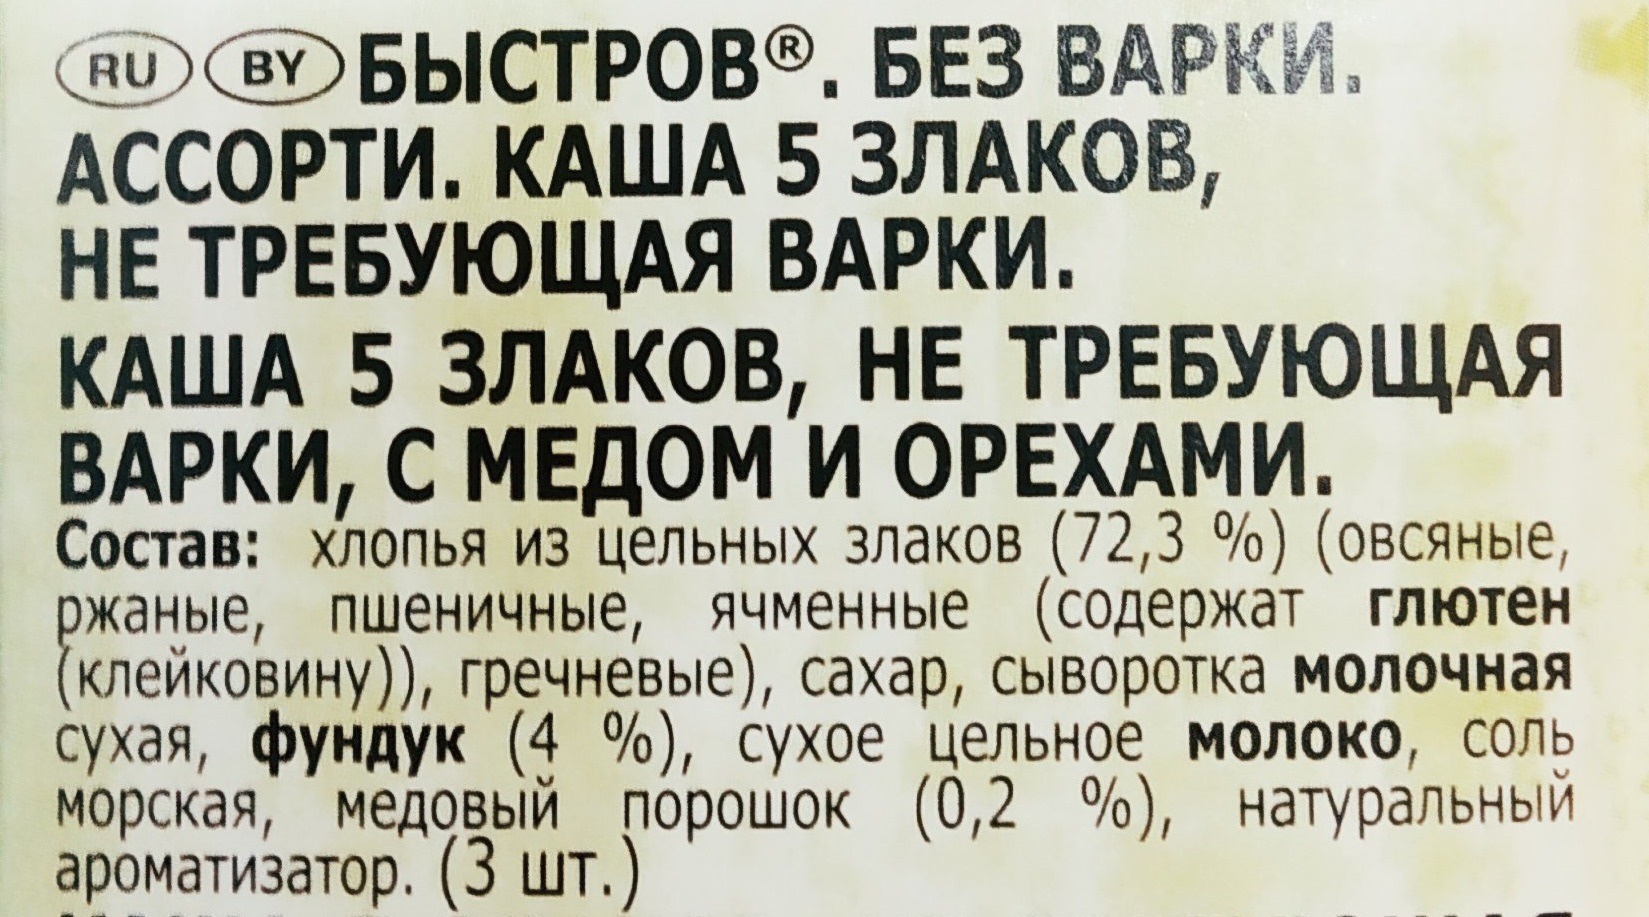 RU BY БЫСТРОВ®. БЕЗ ВАРКИ.
АССОРТИ. КАША 5 ЗЛАКОВ,
НЕ ТРЕБУЮЩАЯ ВАРКИ.
КАША 5 ЗЛАКОВ, НЕ ТРЕБУЮЩАЯ
ВАРКИ, С МЕДОМ И ОРЕХАМИ.
Состав: хлопья из цельных злаков (72,3 %) (овсяные,
ржаные, пшеничные, ячменные (содержат глютен
(клейковину)), гречневые), сахар, сыворотка молочная
сухая, фундук (4 %), сухое цельное молоко, соль
морская, медовый порошок (0,2 %), натуральный
ароматизатор. (3 шт.)